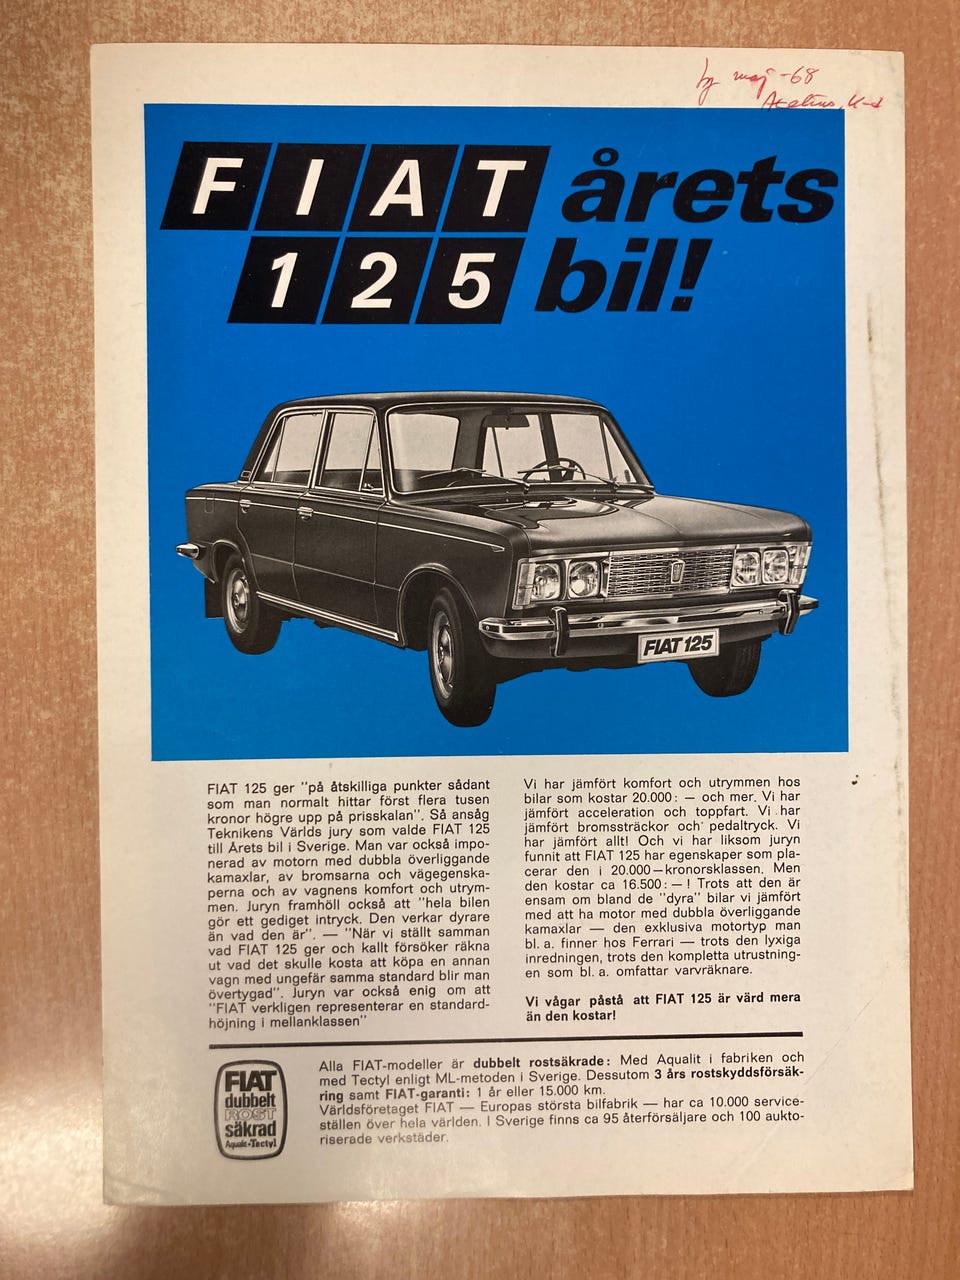 maj -68
FIAT årets
125 bil!
FIAT 125
FIAT 125 ger "på åtskilliga punkter sådant
som man normalt hittar först flera tusen
kronor högre upp på prisskalan". Så ansåg
Teknikens Världs jury som valde FIAT 125
till Årets bil i Sverige. Man var också impo-
nerad av motorn med dubbla överliggande
kamaxlar, av bromsarna och vägegenska-
perna och av vagnens komfort och utrym-
men. Juryn framhöll också att "hela bilen
gör ett gediget intryck. Den verkar dyrare
än vad den är". — "När vi ställt samman
vad FIAT 125 ger och kallt försöker räkna
ut vad det skulle kosta att köpa en annan
vagn med ungefär samma standard blir man
övertygad". Juryn var också enig om att
"FIAT verkligen representerar en standard-
höjning i mellanklassen"
Vi har jämfört komfort och utrymmen hos
bilar som kostar 20.000: — och mer. Vi har
jämfört acceleration och toppfart. Vi har
jämfört bromssträckor och pedaltryck. Vi
har jämfört allt! Och vi har liksom juryn
funnit att FIAT 125 har egenskaper som pla-
cerar den i 20.000—kronorsklassen. Men
den kostar ca 16.500: — ! Trots att den är
ensam om bland de "dyra" bilar vi jämfört
med att ha motor med dubbla överliggande
kamaxlar — den exklusiva motortyp man
bl. a. finner hos Ferrari — trots den lyxiga
inredningen, trots den kompletta utrustning-
en som bl. a. omfattar varvräknare.
Vi vågar påstå att FIAT 125 är värd mera
än den kostar!
FIAT
dubbelt
ROST
säkrad
Aqualit • Tectyl
Alla FIAT-modeller är dubbelt rostsäkrade: Med Aqualit i fabriken och
med Tectyl enligt ML-metoden i Sverige. Dessutom 3 års rostskyddsförsäk-
ring samt FIAT-garanti: 1 år eller 15.000 km.
Världsföretaget FIAT — Europas största bilfabrik — har ca 10.000 service-
ställen över hela världen. I Sverige finns ca 95 återförsäljare och 100 aukto-
riserade verkstäder.